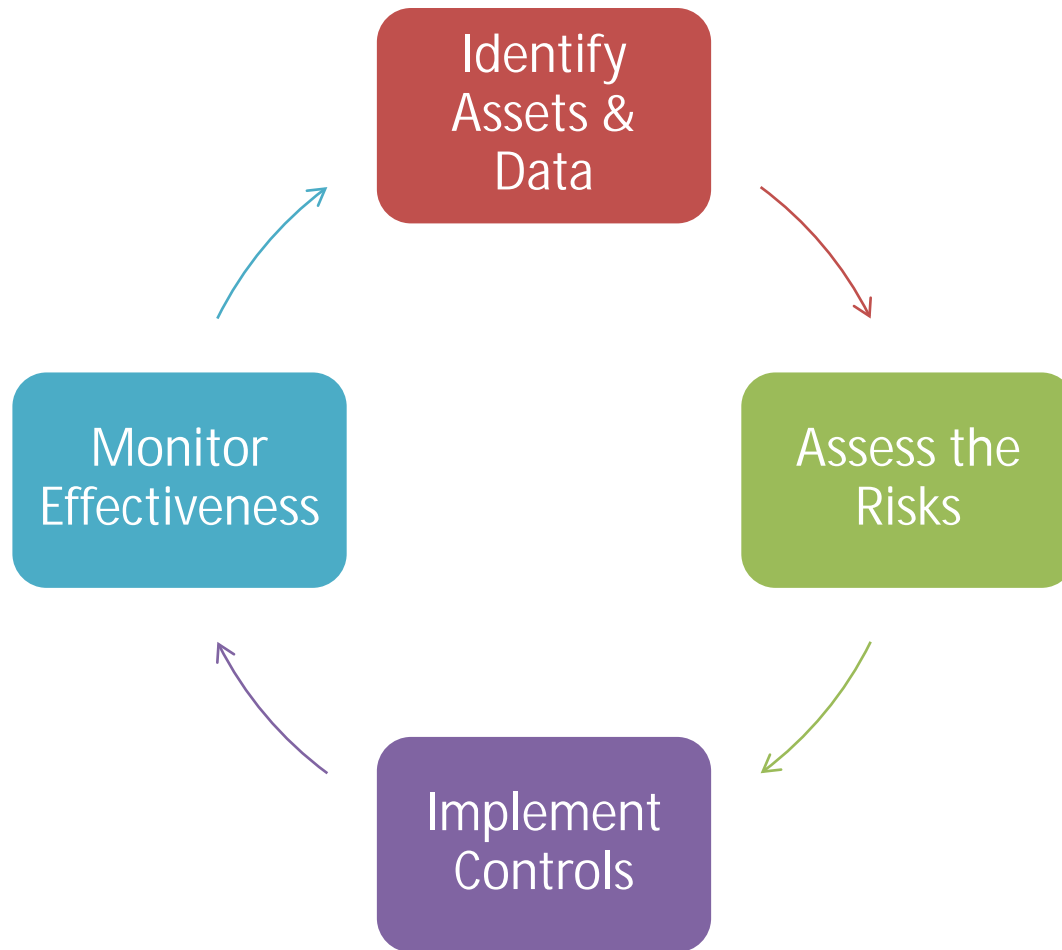 Identify
Assets &
Data
Assess the
Risks
Implement
Controls
Monitor
Effectiveness